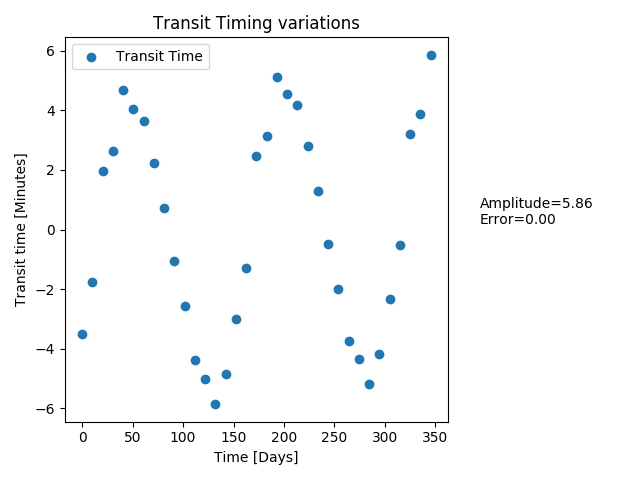 Transit Timing variations
Transit Time
6
4
2
0
−2
−4
−6
Transit time [Minutes]
0 50 100 150 200 250 300 350
Time [Days]
Amplitude=5.86
Error=0.00